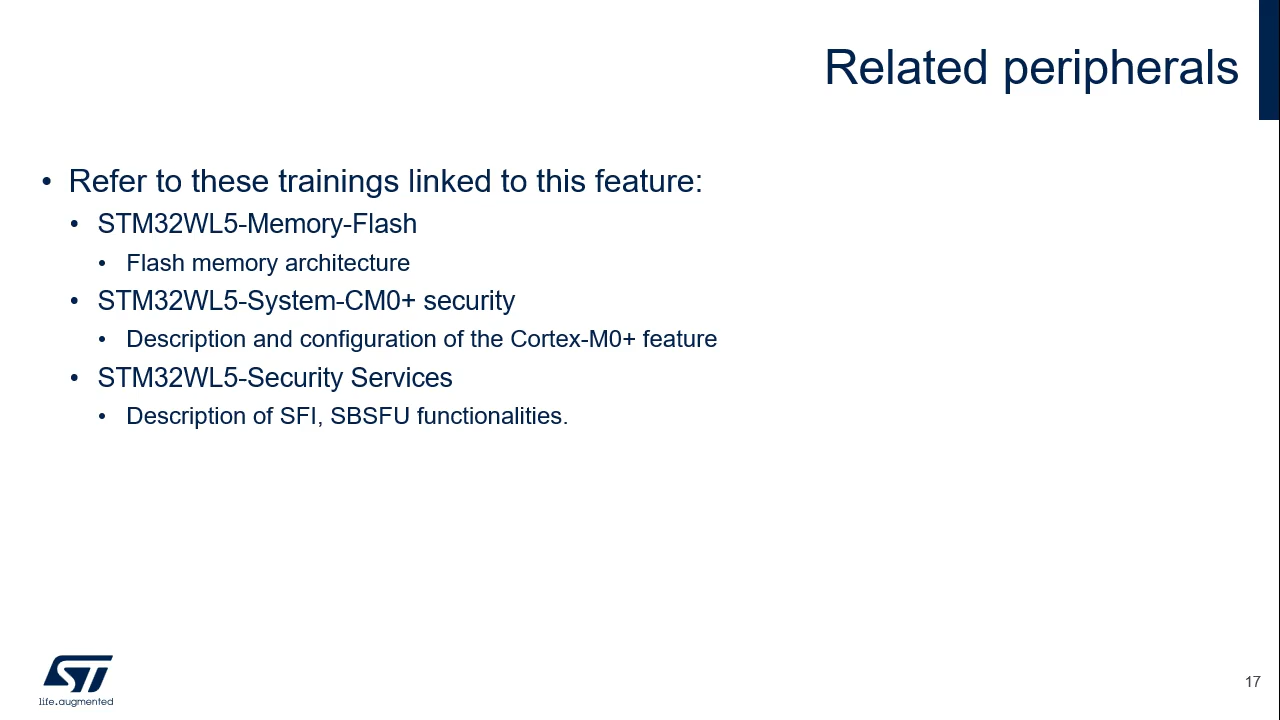 Related peripherals
• Refer to these trainings linked to this feature:
• STM32WL5-Memory-Flash
• Flash memory architecture
• STM32WL5-System-CM0+ security
• Description and configuration of the Cortex-M0+ feature
• STM32WL5-Security Services
• Description of SFI, SBSFU functionalities.
ST
life.augmented
17